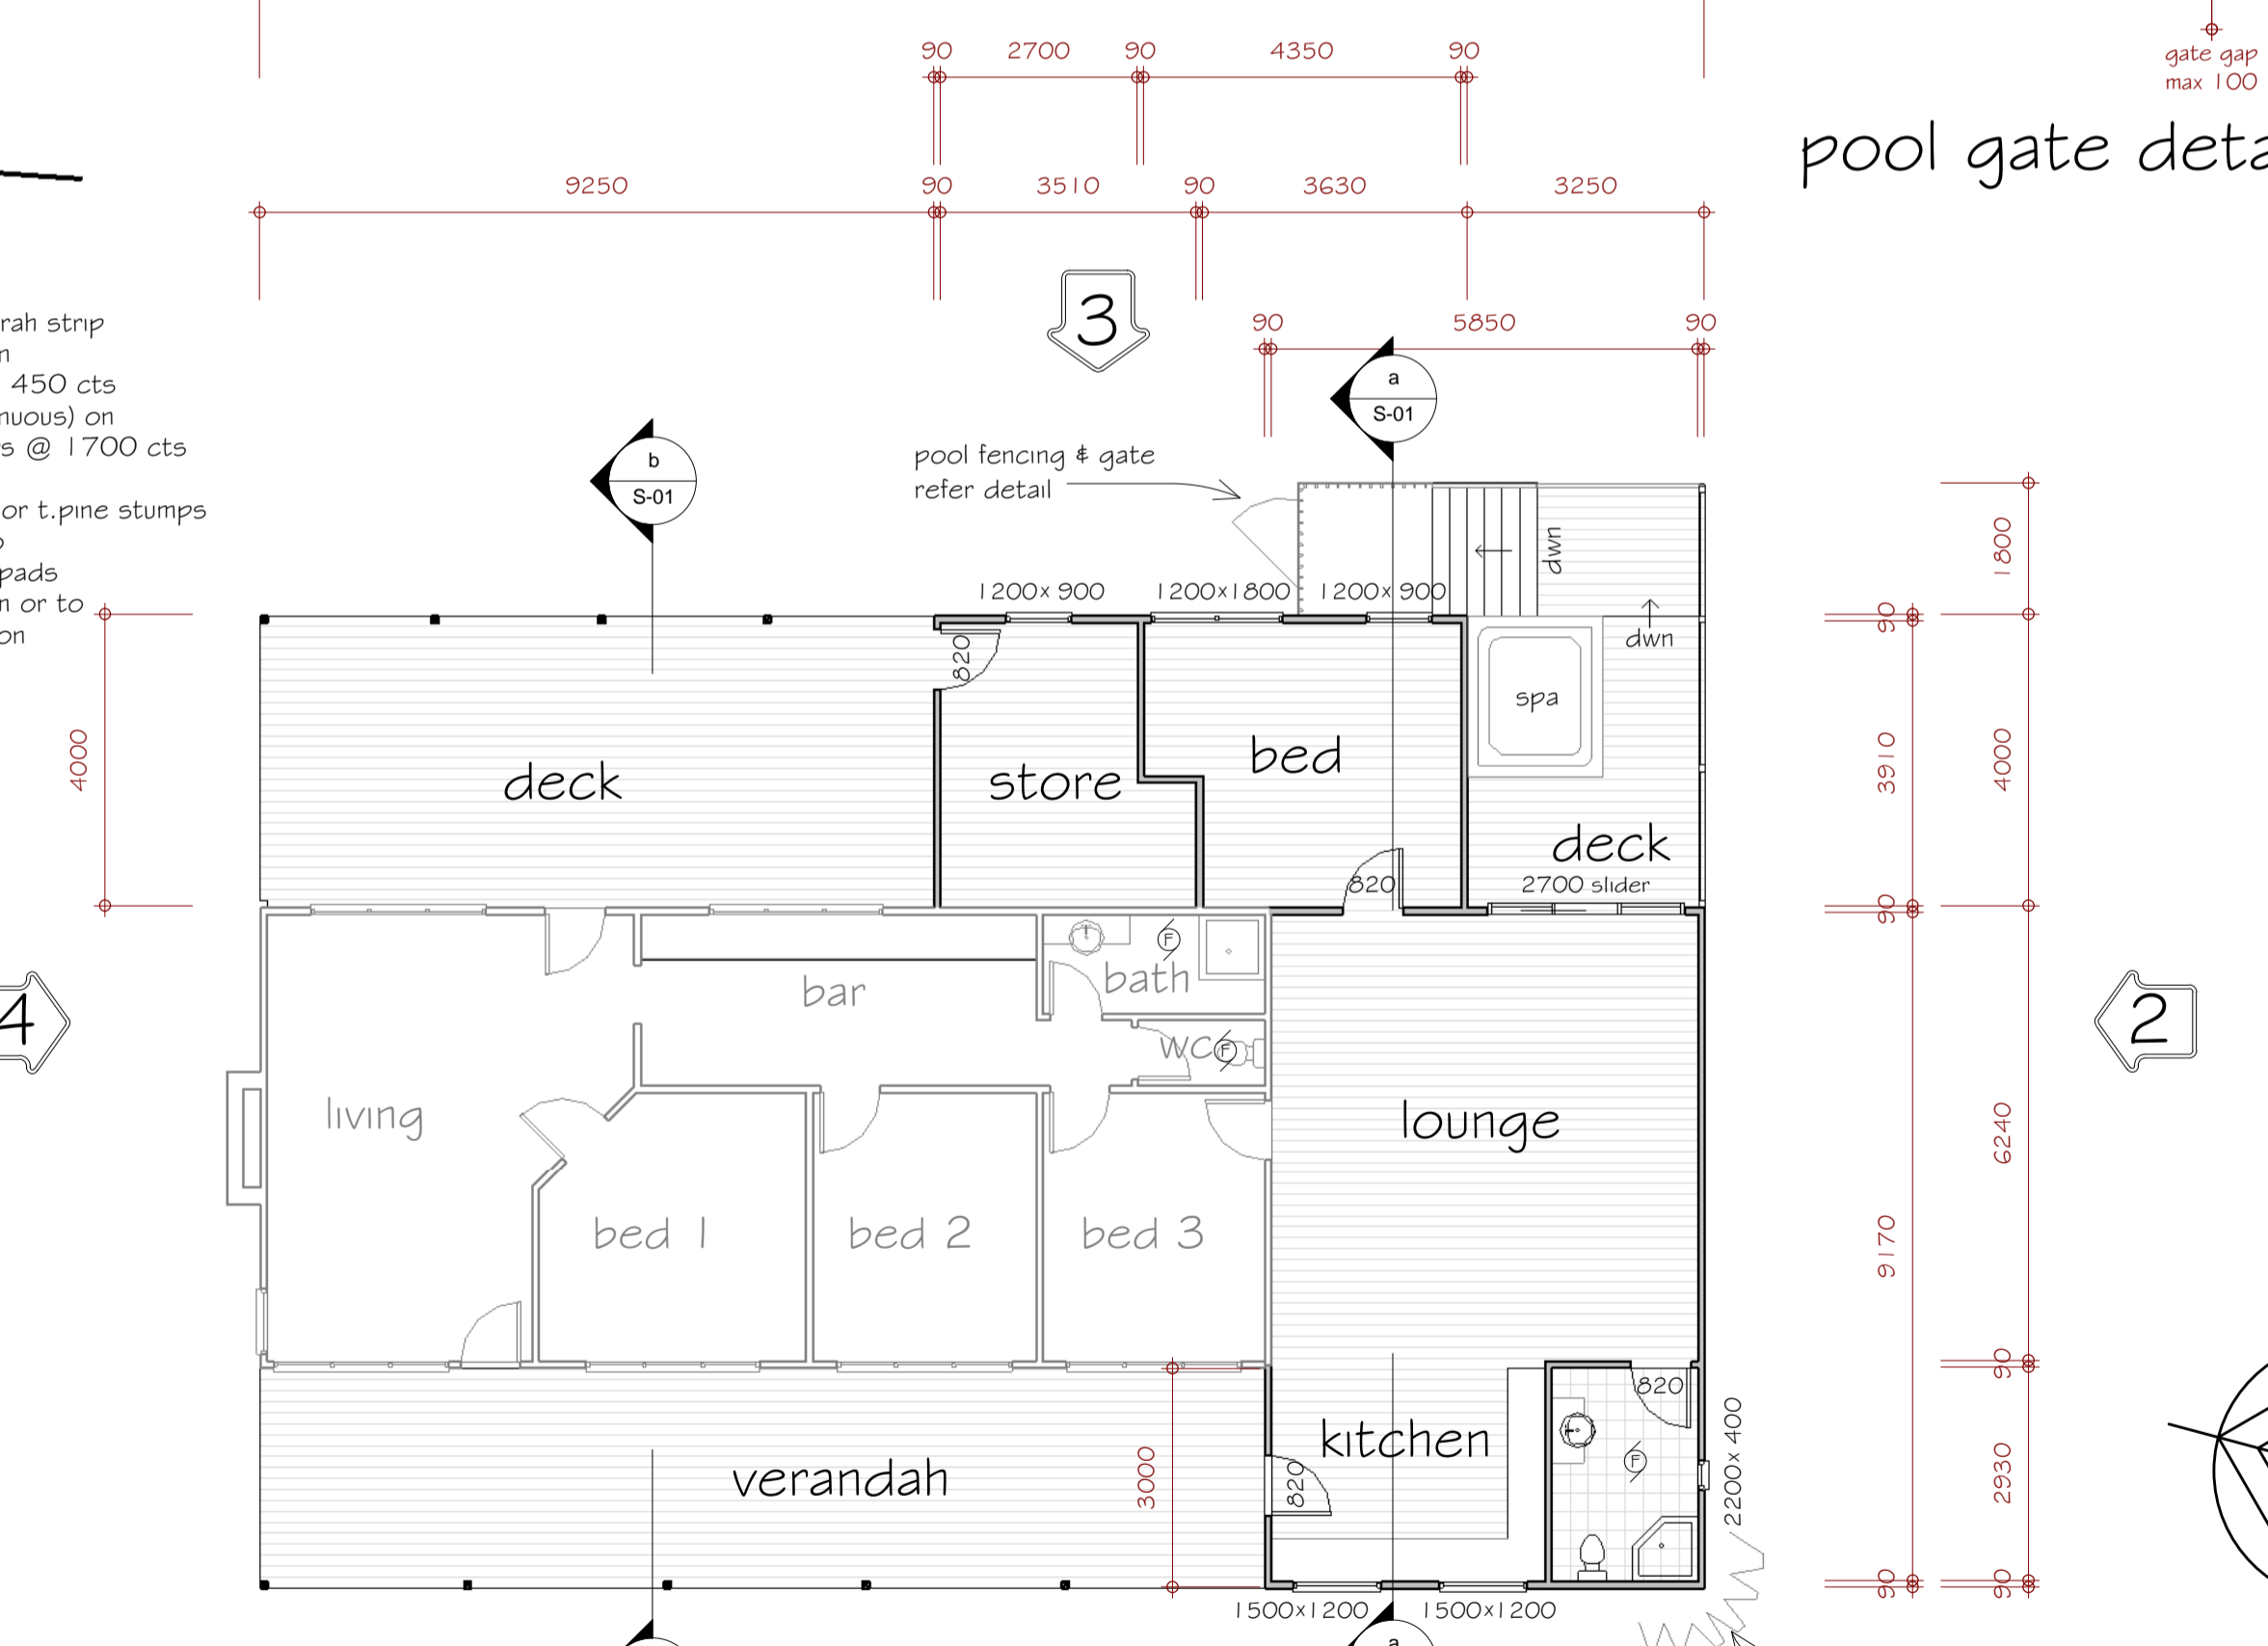 gate gap
max 100
pool gate deta
90 2700 90 4350 90
9250 90 3510 90 3630 3250
3
90 5850 90
rah strip
n
450 cts
nuous) on
rs @ 1700 cts
or t.pine stumps
pads
n or to
on
b
S-01
a
S-01
pool fencing & gate
refer detail
1200x 900
1200x1800
1200x 900
dwn
dwn
1800
90
820
spa
4000
deck
store
bed
3910
4000
deck
820
2700 slider
90
bar
bath
F
4
2
wc
F
living
lounge
6240
bed 1
bed 2
bed 3
9170
90
820
verandah
3000
kitchen
820
F
2200x 400
2930
90
90
1500x1200
1500x1200
a